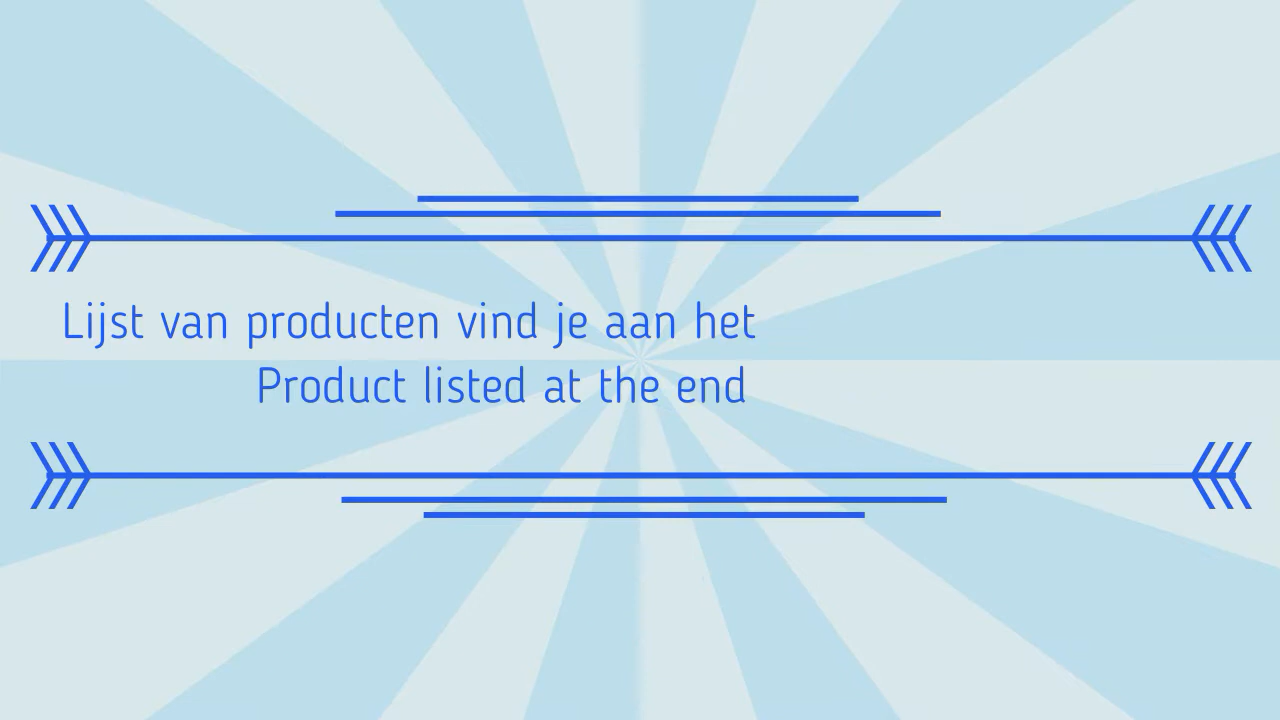 Lijst van producten vind je aan het
Product listed at the end